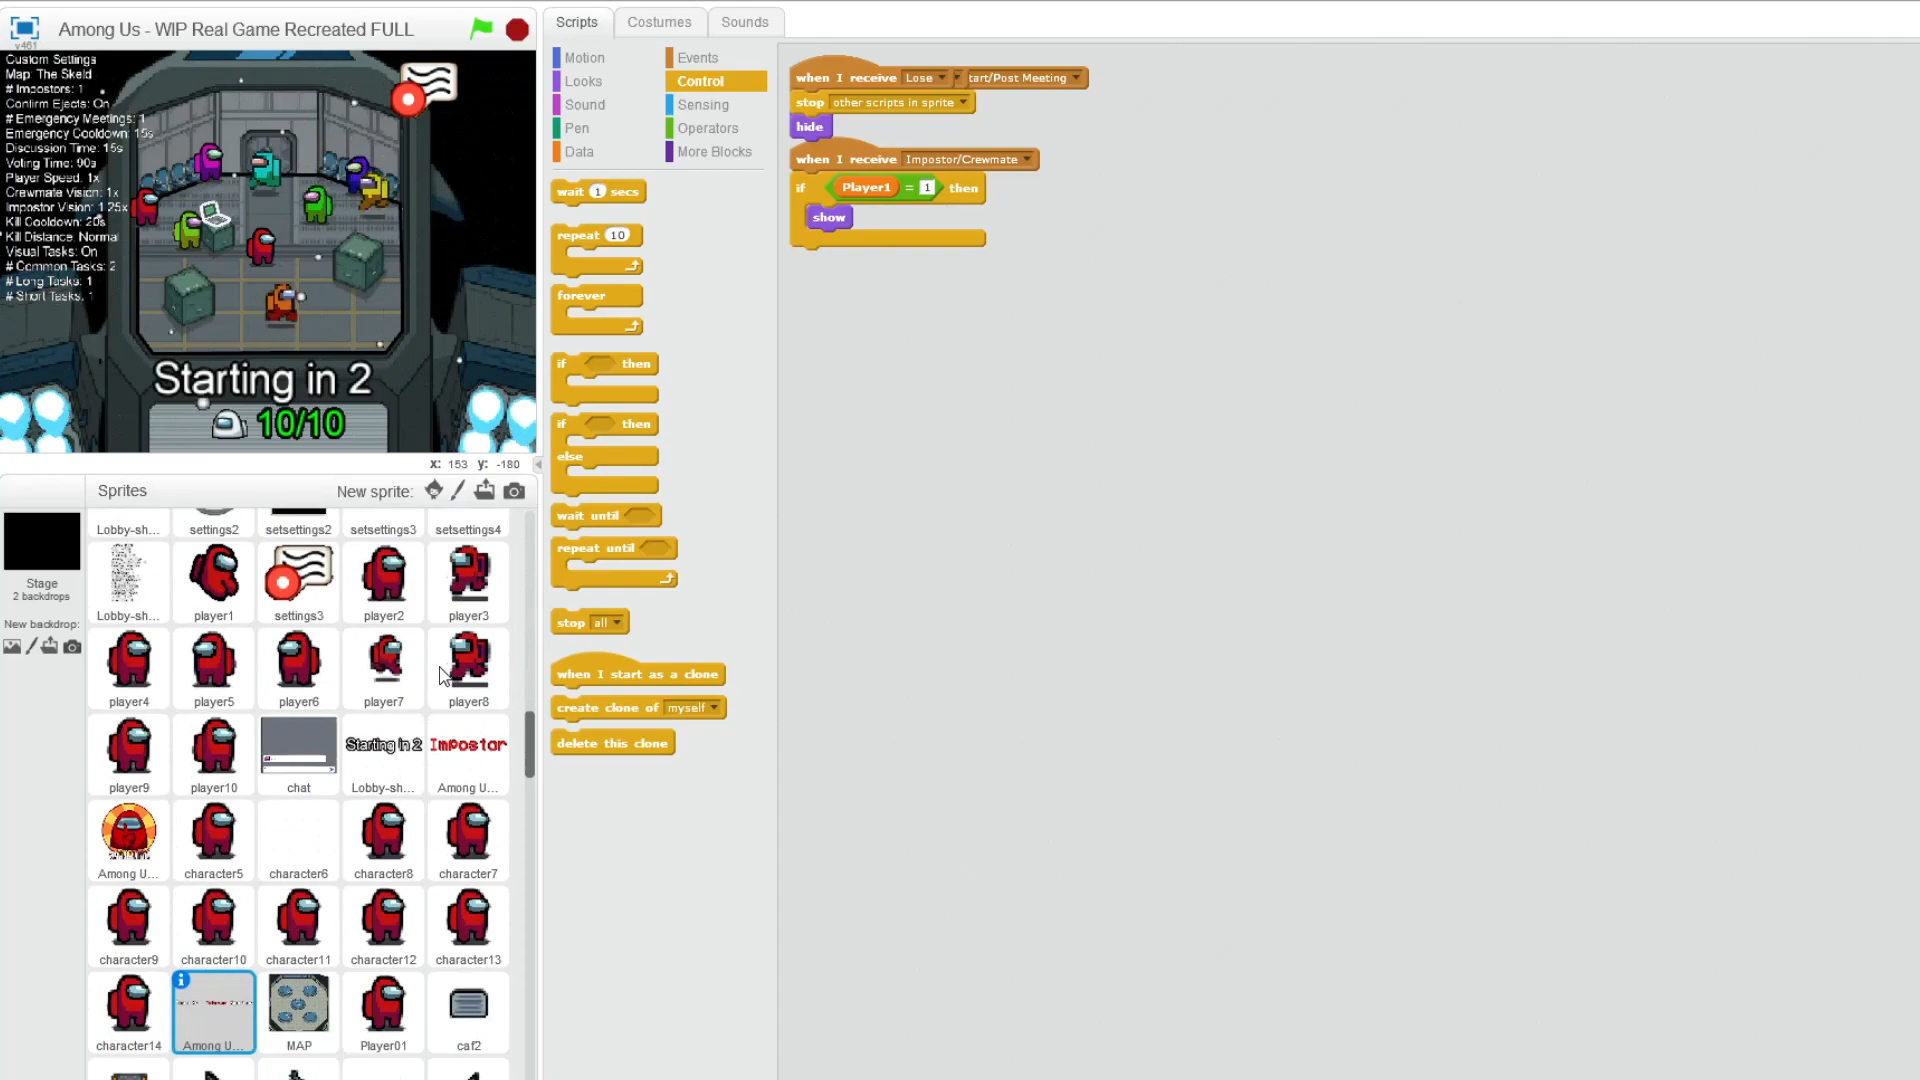 Among Us - WIP Real Game Recreated FULL
v461
Custom Settings
Map: The Skeld
# Impostors: 1
Confirm Ejects: On
# Emergency Meetings: 1
Emergency Cooldown: 15s
Discussion Time: 15s
Voting Time: 90s
Player Speed: 1x
Crewmate Vision: 1x
Impostor Vision: 1.25x
Kill Cooldown: 20s
Kill Distance: Normal
Visual Tasks: On
# Common Tasks: 2
# Long Tasks: 1
# Short Tasks: 1
Starting in 2
10/10
x: 153 y: -180
Sprites New sprite:
Stage
2 backdrops
New backdrop:
Lobby-sh... settings2 setsettings2 setsettings3 setsettings4
Lobby-sh... player1 settings3 player2 player3
player4 player5 player6 player7 player8
Starting in 2 Impostor
player9 player10 chat Lobby-sh... Among U...
Among U... character5 character6 character8 character7
character9 character10 character11 character12 character13
character14 Among U... MAP Player01 caf2
Scripts Costumes Sounds
Motion Events
Looks Control
Sound Sensing
Pen Operators
Data More Blocks
wait 1 secs
repeat 10
forever
if then
if then
else
wait until
repeat until
stop all
when I start as a clone
create clone of myself
delete this clone
when I receive Lose tart/Post Meeting
stop other scripts in sprite
hide
when I receive Impostor/Crewmate
if Player1 = 1 then
show